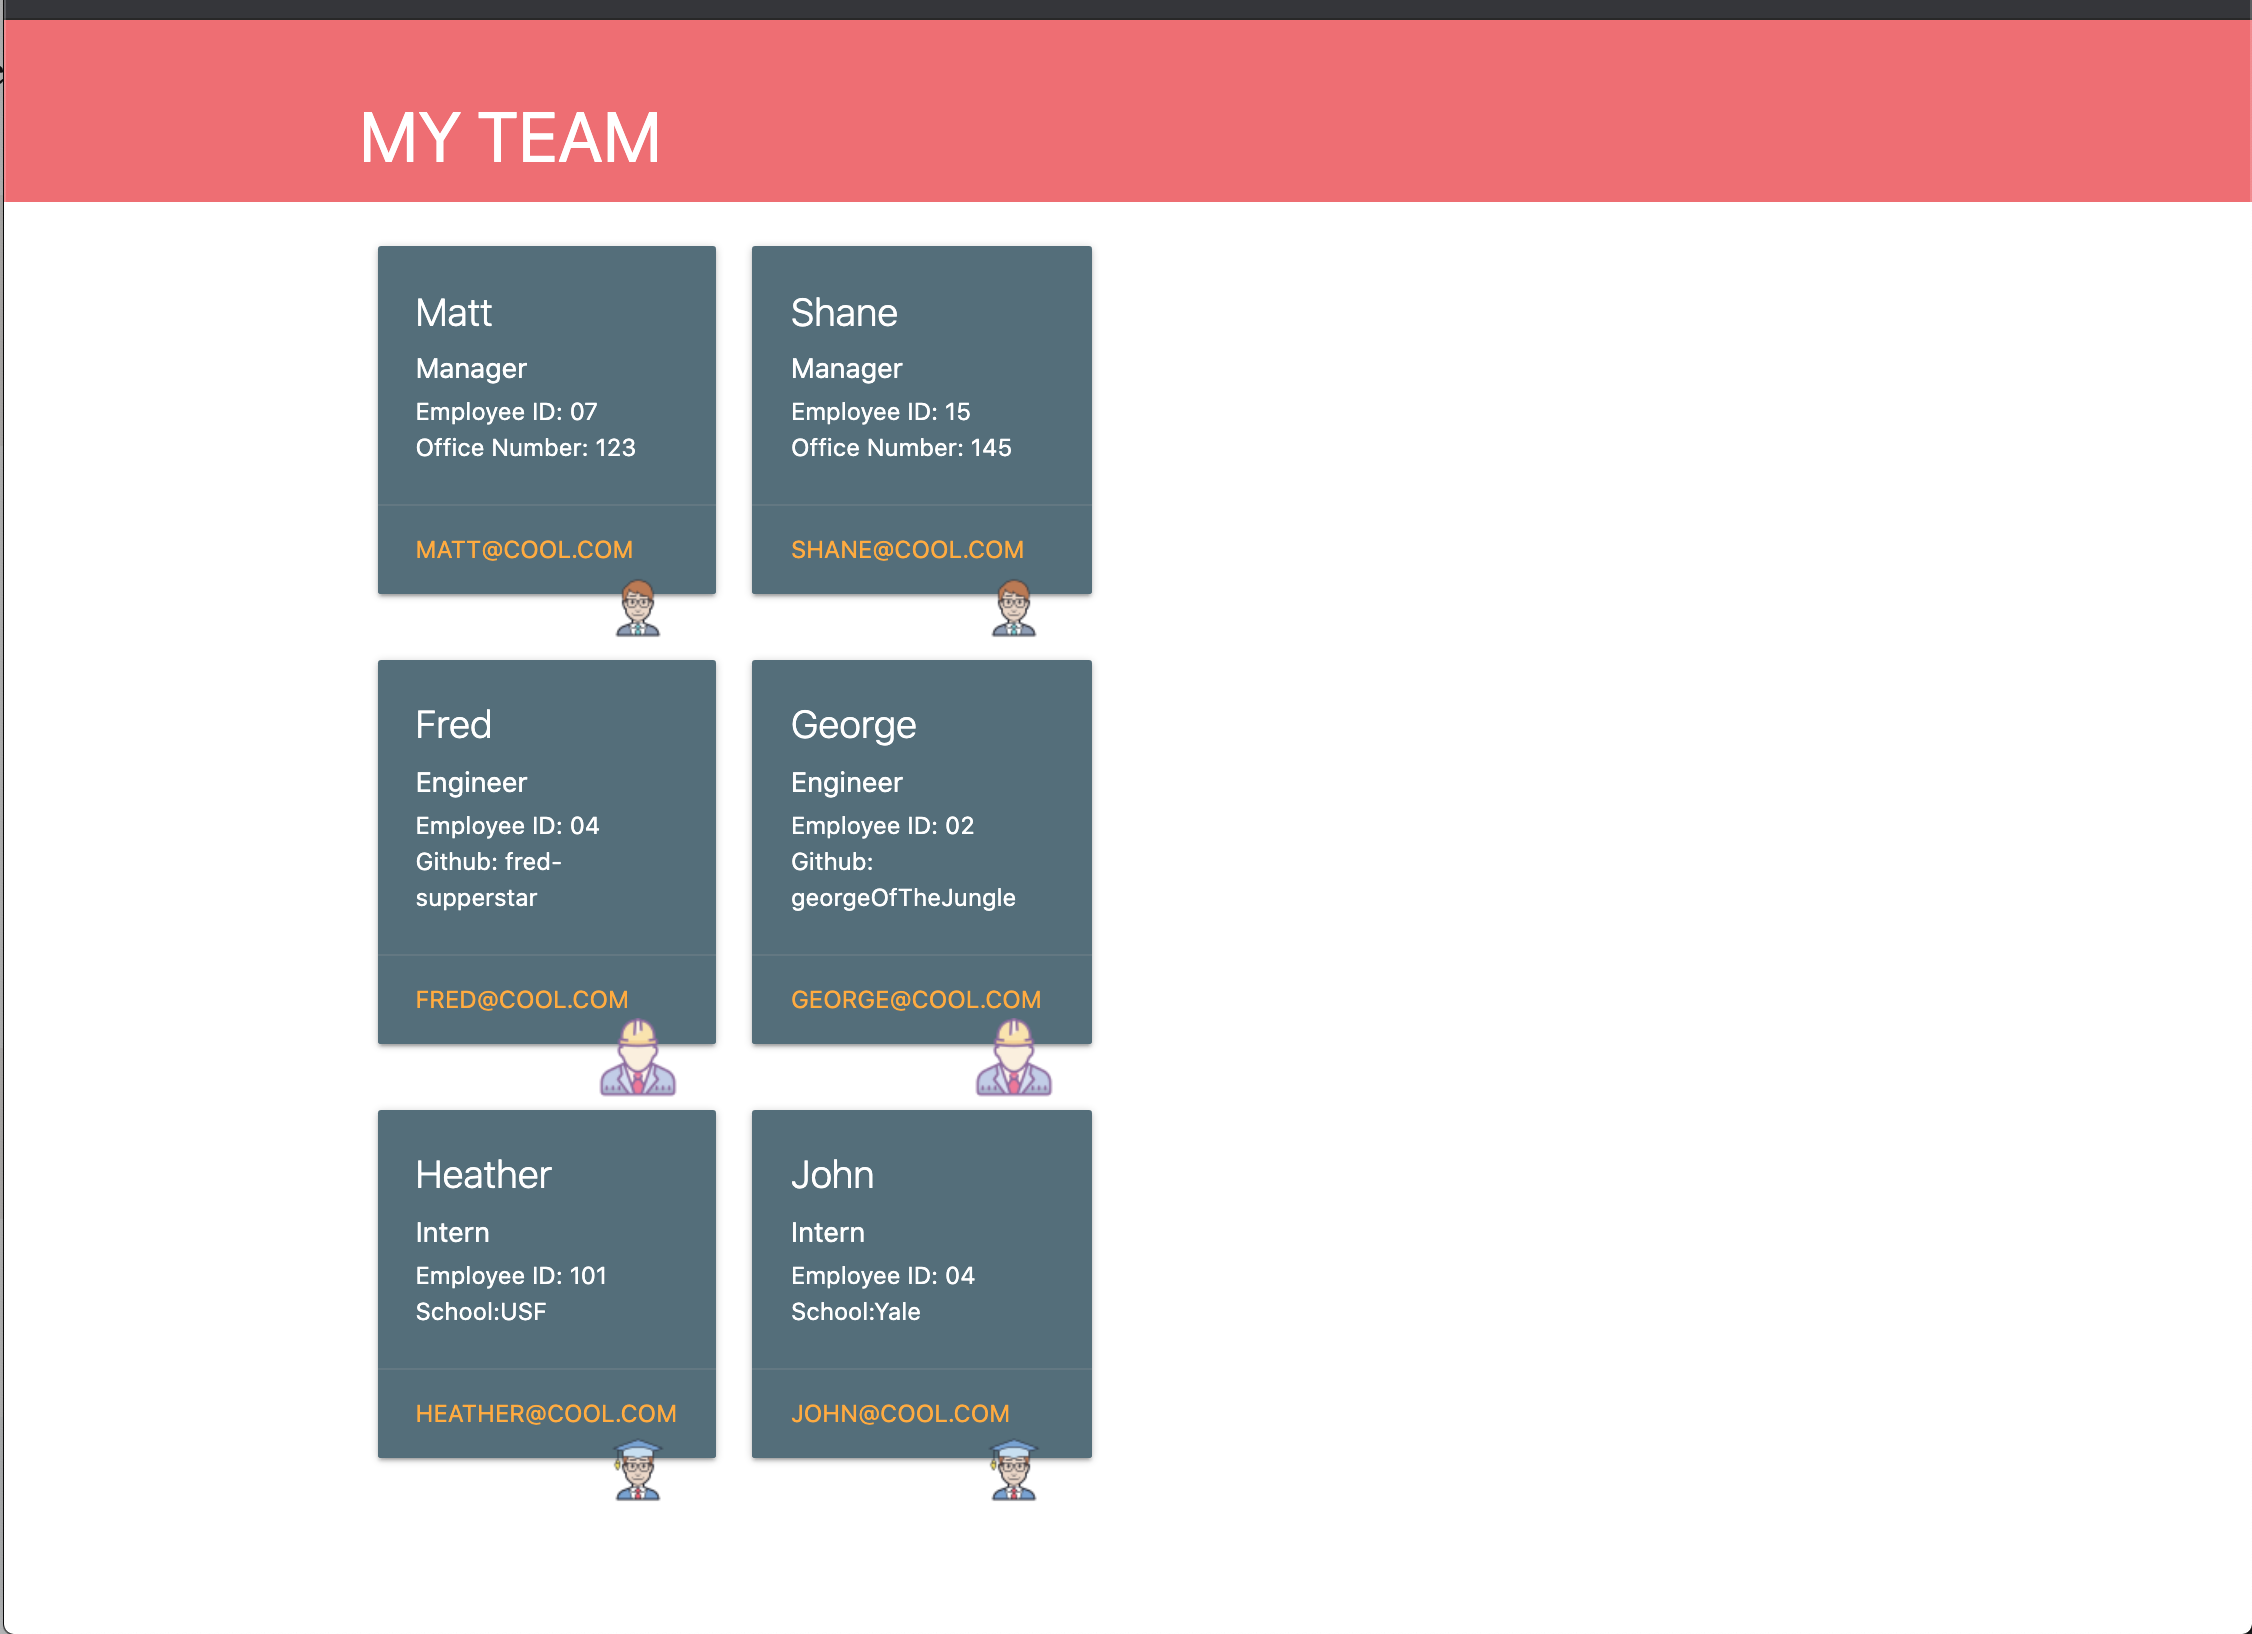 MY TEAM
Matt
Manager
Employee ID: 07
Office Number: 123
MATT@COOL.COM
Shane
Manager
Employee ID: 15
Office Number: 145
SHANE@COOL.COM
Fred
Engineer
Employee ID: 04
Github: fred-
supperstar
FRED@COOL.COM
George
Engineer
Employee ID: 02
Github:
georgeOfTheJungle
GEORGE@COOL.COM
Heather
Intern
Employee ID: 101
School:USF
HEATHER@COOL.COM
John
Intern
Employee ID: 04
School:Yale
JOHN@COOL.COM